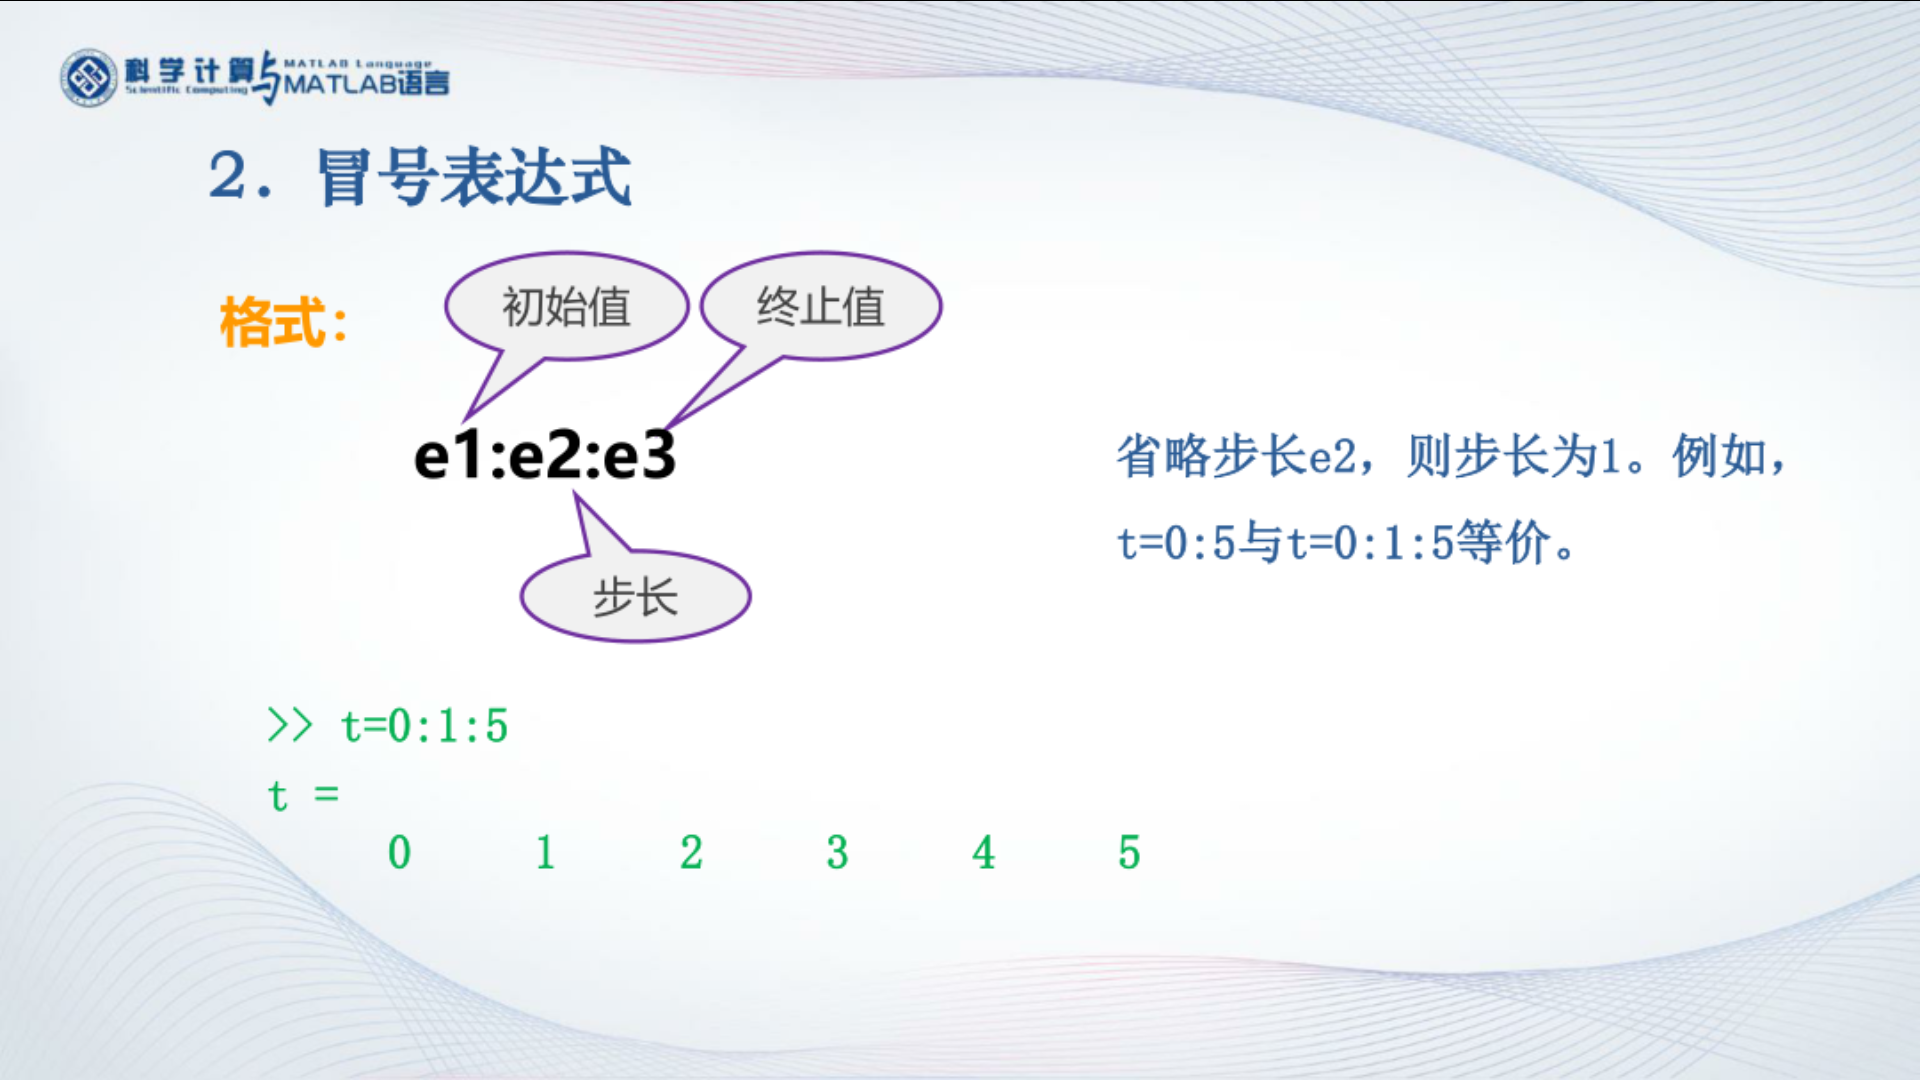 科学计算与MATLAB语言
Scientific Computing
MATLAB Language
2. 冒号表达式
格式：
初始值
终止值
e1:e2:e3
步长
省略步长e2，则步长为1。例如，
t=0:5与t=0:1:5等价。
>> t=0:1:5
t =
0 1 2 3 4 5